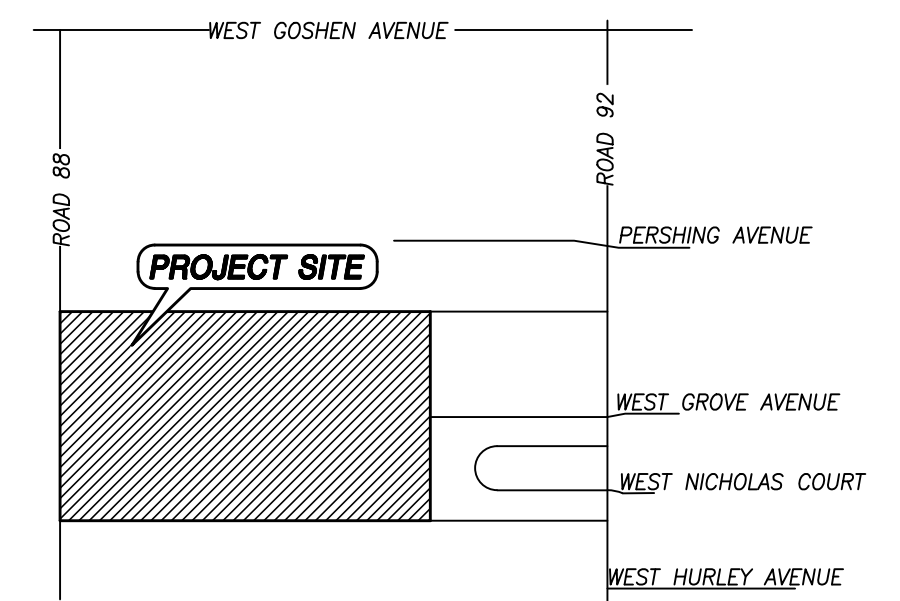 WEST GOSHEN AVENUE
ROAD 88
ROAD 92
PERSHING AVENUE
PROJECT SITE
WEST GROVE AVENUE
WEST NICHOLAS COURT
WEST HURLEY AVENUE